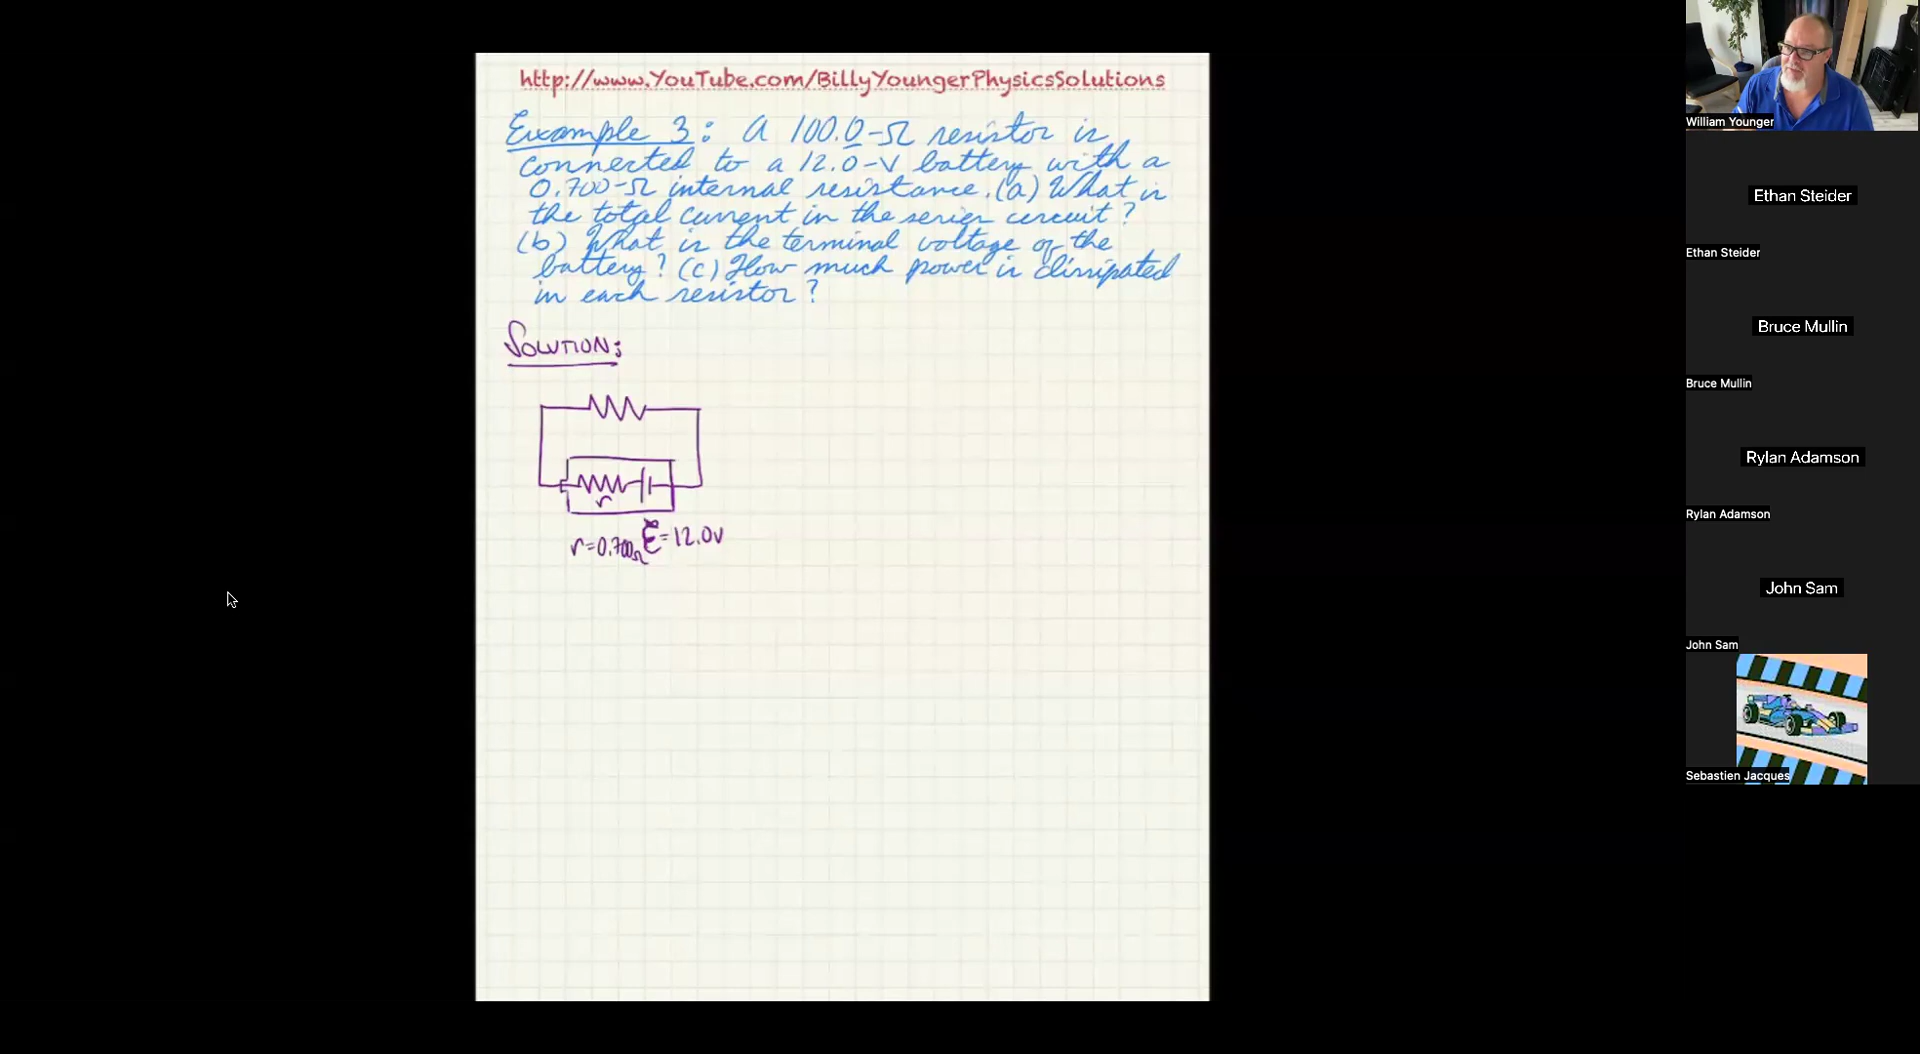 http://www.YouTube.com/BillyYoungerPhysicsSolutions
Example 3: A 100.0-Ω resistor is
connected to a 12.0-V battery with a
0.700-Ω internal resistance. (a) What is
the total current in the series circuit?
(b) What is the terminal voltage of the
battery? (c) How much power is dissipated
in each resistor?
SOLUTION:
r
r=0.700Ω ℰ=12.0V
William Younger
Ethan Steider
Ethan Steider
Bruce Mullin
Bruce Mullin
Rylan Adamson
Rylan Adamson
John Sam
John Sam
Sebastien Jacques